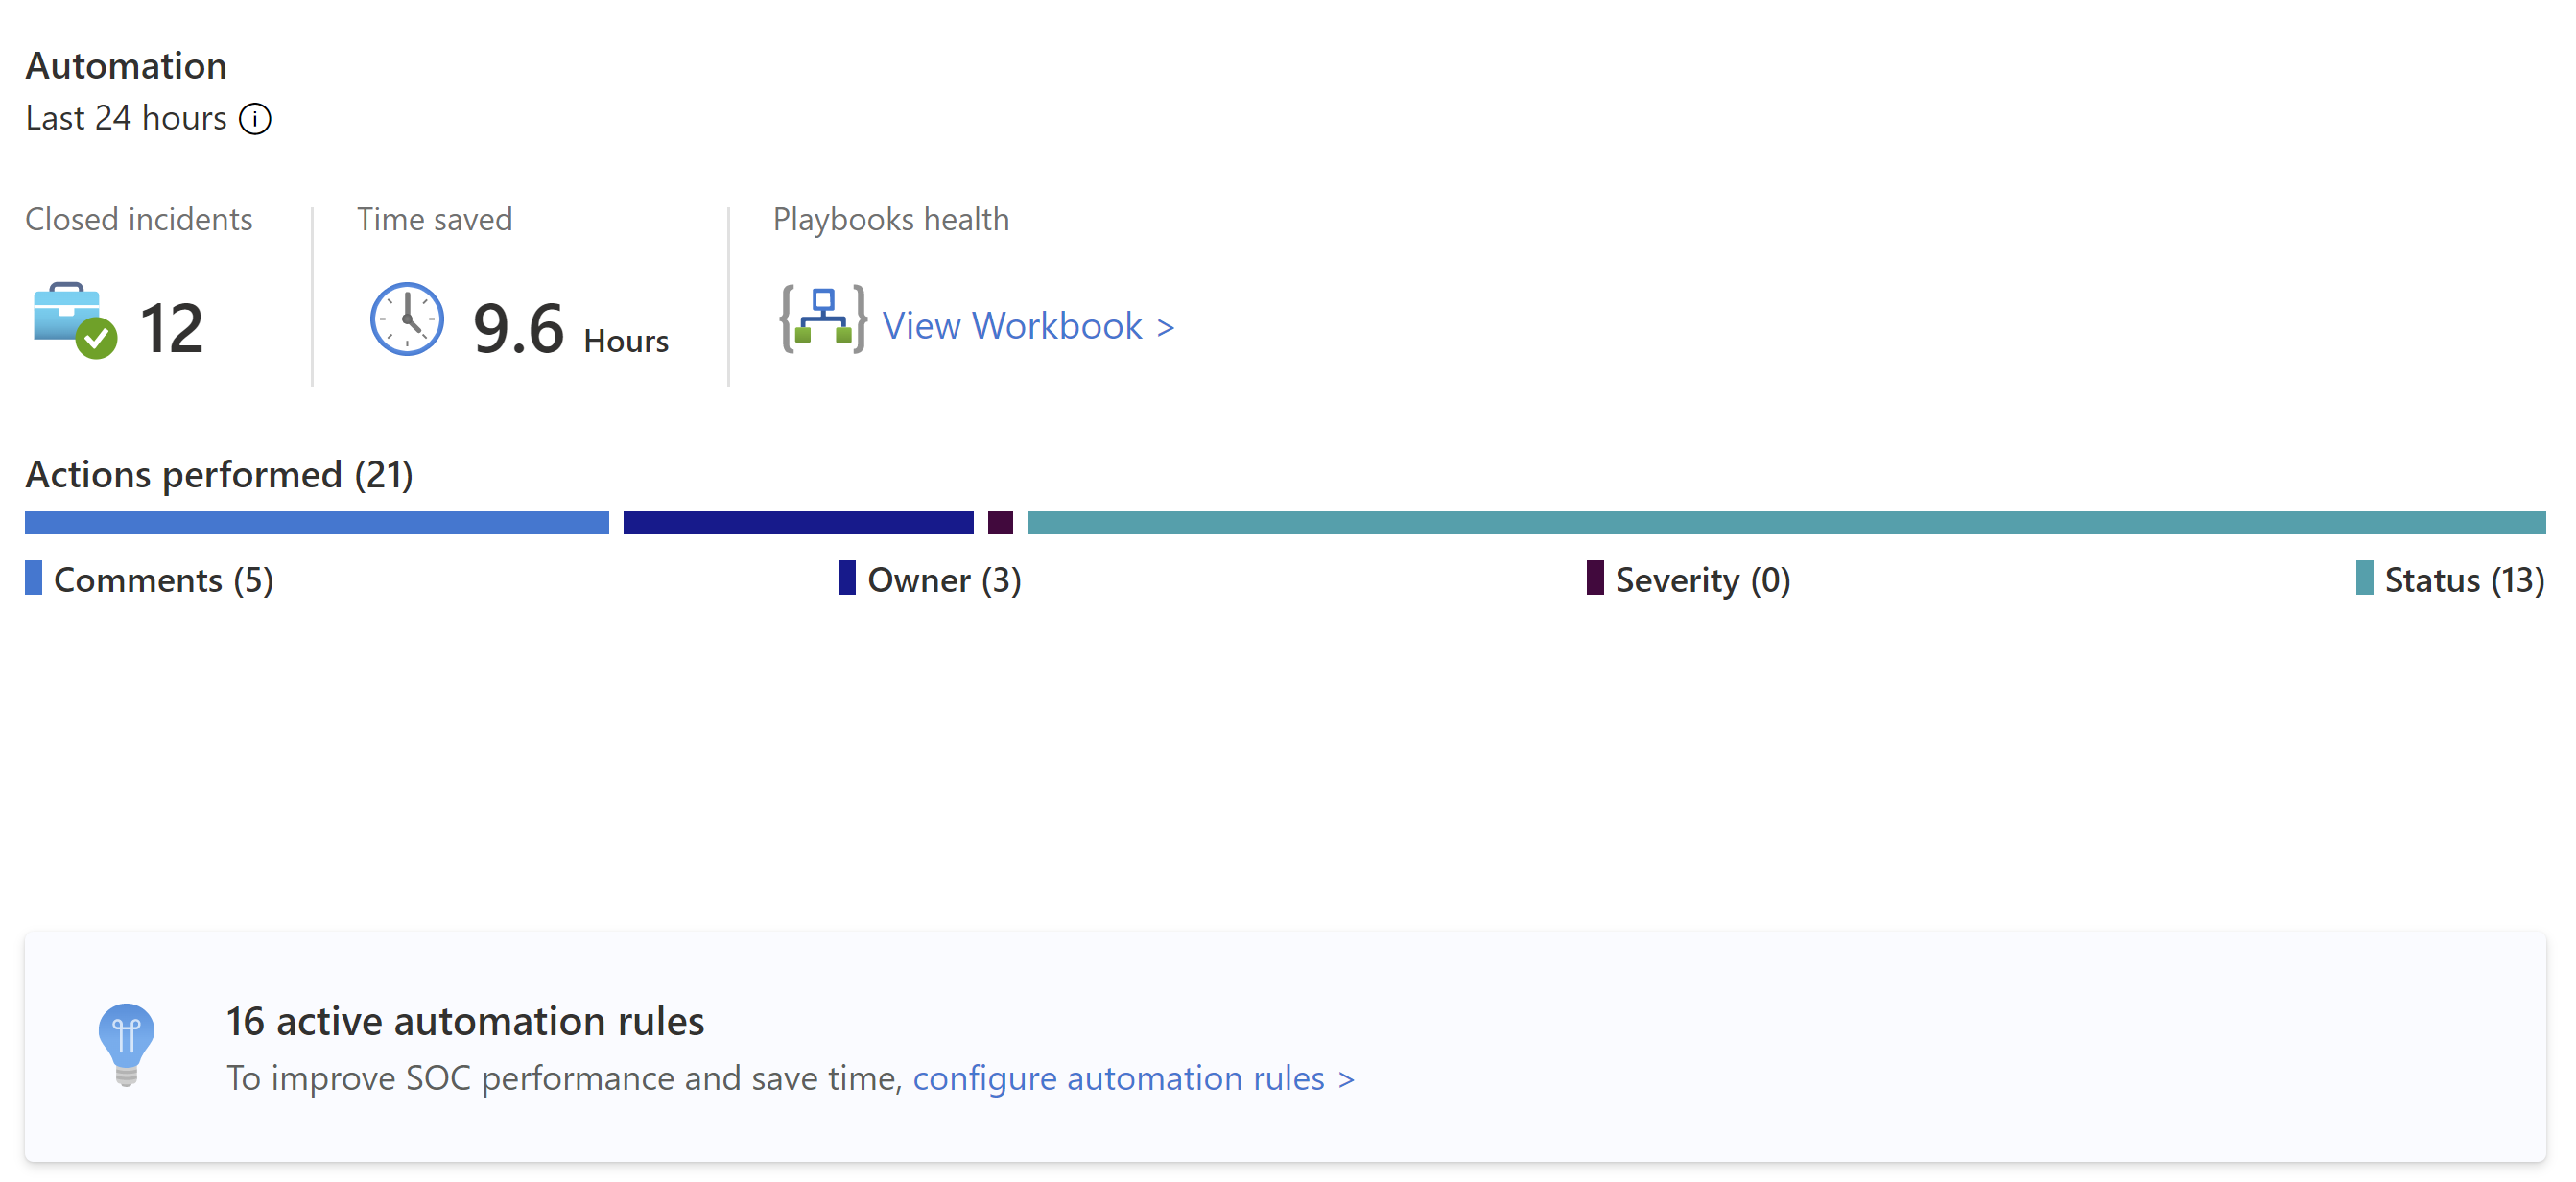 Automation
Last 24 hours
Closed incidents
12
Time saved
9.6 Hours
Playbooks health
View Workbook >
Actions performed (21)
Comments (5)
Owner (3)
Severity (0)
Status (13)
16 active automation rules
To improve SOC performance and save time, configure automation rules >